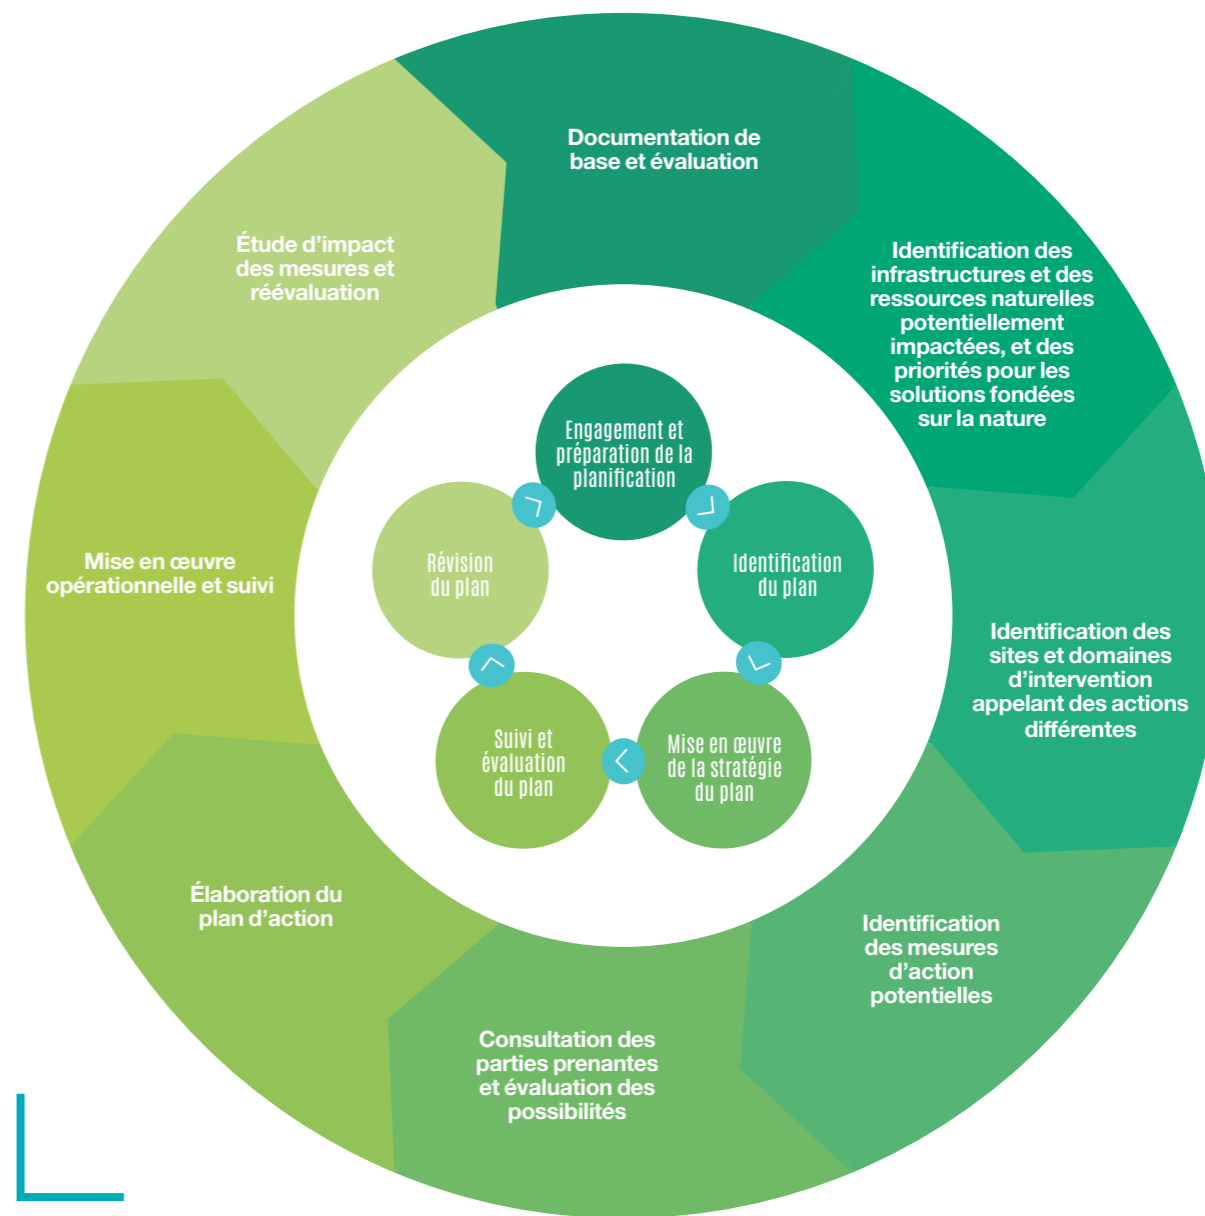 Documentation de
base et évaluation
Identification des
infrastructures et des
ressources naturelles
potentiellement
impactées, et des
priorités pour les
solutions fondées
sur la nature
Identification des
sites et domaines
d’intervention
appelant des actions
différentes
Identification
des mesures
d’action
potentielles
Consultation des
parties prenantes
et évaluation des
possibilités
Élaboration du
plan d’action
Mise en œuvre
opérationnelle et suivi
Étude d’impact
des mesures et
réévaluation
Engagement et
préparation de la
planification
Identification
du plan
Mise en œuvre
de la stratégie
du plan
Suivi et
évaluation
du plan
Révision
du plan